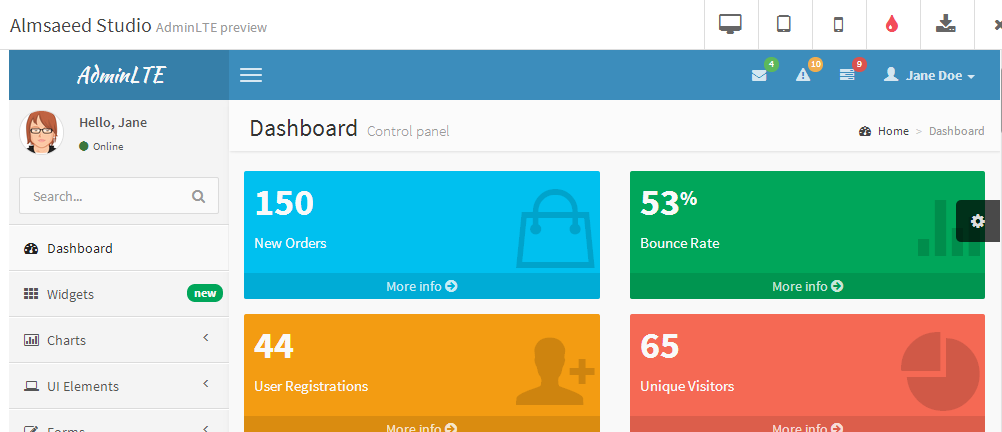 Almsaeed Studio AdminLTE preview
AdminLTE
4
10
9
Jane Doe
Hello, Jane
Online
Search...
Dashboard
Widgets new
Charts
UI Elements
Forms
Dashboard Control panel
Home > Dashboard
150
New Orders
More info
53%
Bounce Rate
More info
44
User Registrations
More info
65
Unique Visitors
More info